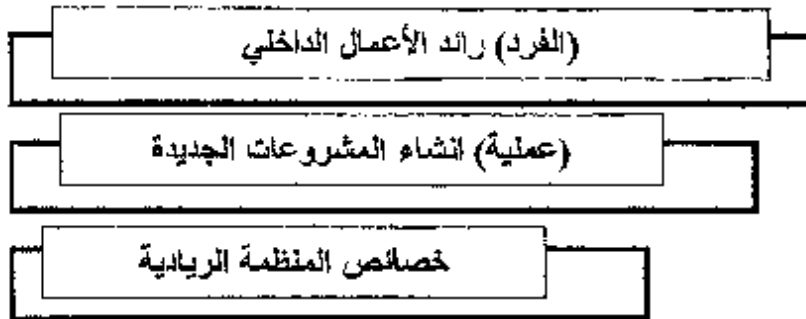 (الفرد) رائد الأعمال الداخلي
(عملية) انشاء المشروعات الجديدة
خصائص المنظمة الريادية